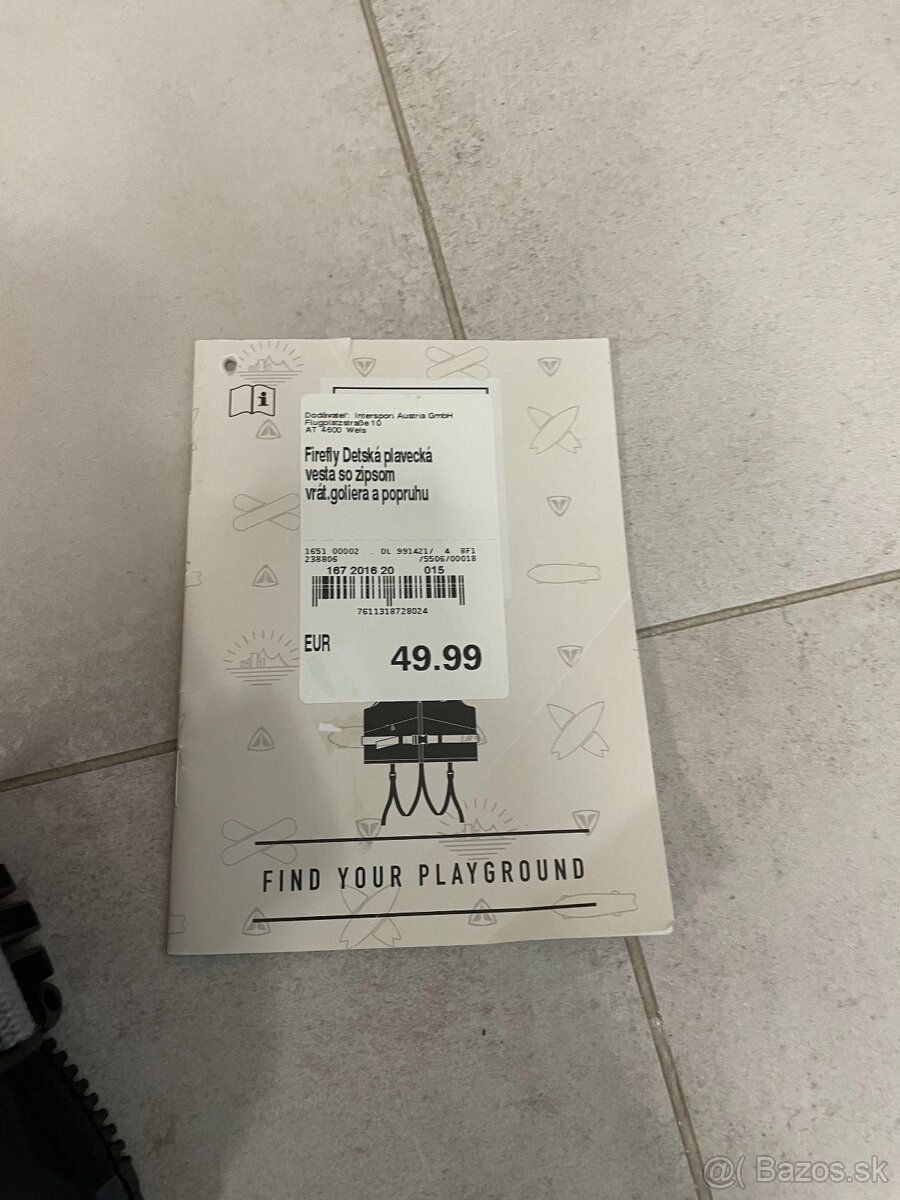 i
Dodávateľ: Intersport Austria GmbH
Flugplatzstraße 10
AT 4600 Wels
Firefly Detská plavecká
vesta so zipsom
vrát.goliera a popruhu
1651 00002 . DL 991421/ 4 8F1
238806 /5506/00018
167 2016 20 015
7611318728024
EUR
49.99
FIND YOUR PLAYGROUND
@( Bazos.sk